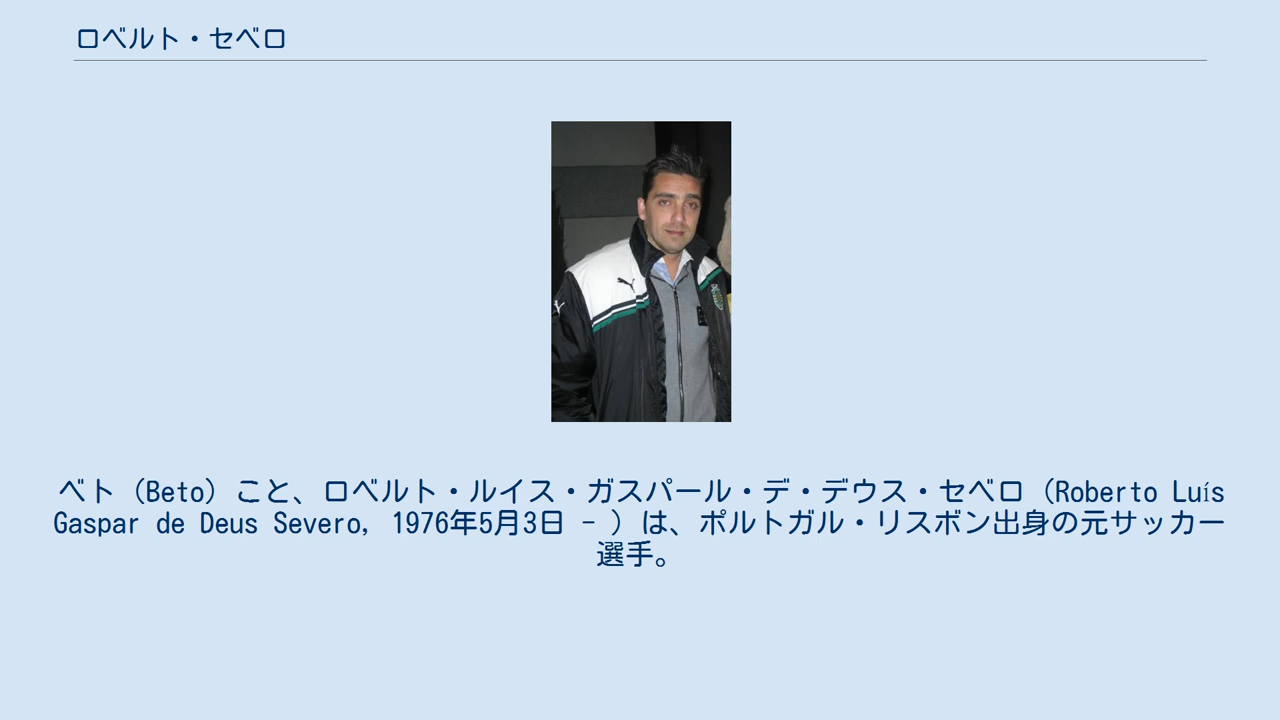 ロベルト・セベロ
ベト（Beto）こと、ロベルト・ルイス・ガスパール・デ・デウス・セベロ（Roberto Luís
Gaspar de Deus Severo, 1976年5月3日 - ）は、ポルトガル・リスボン出身の元サッカー
選手。